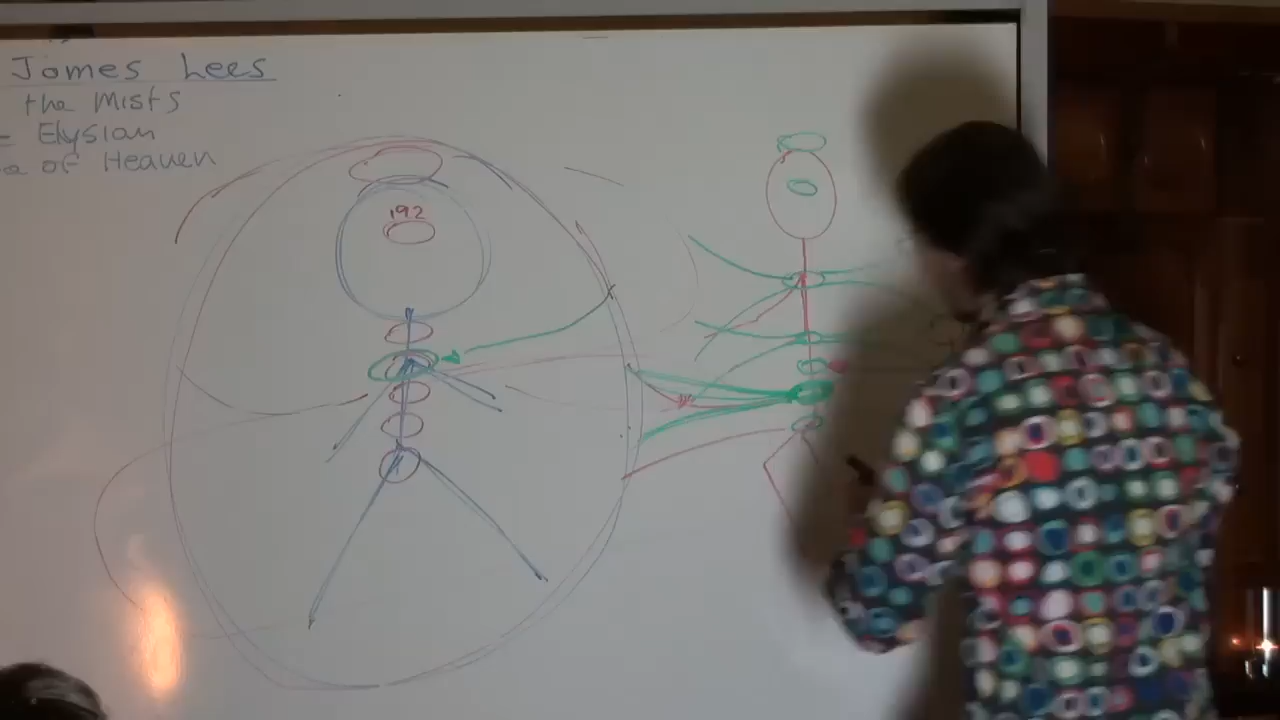 James Lees
the Mists
= Elysian
of Heaven
192